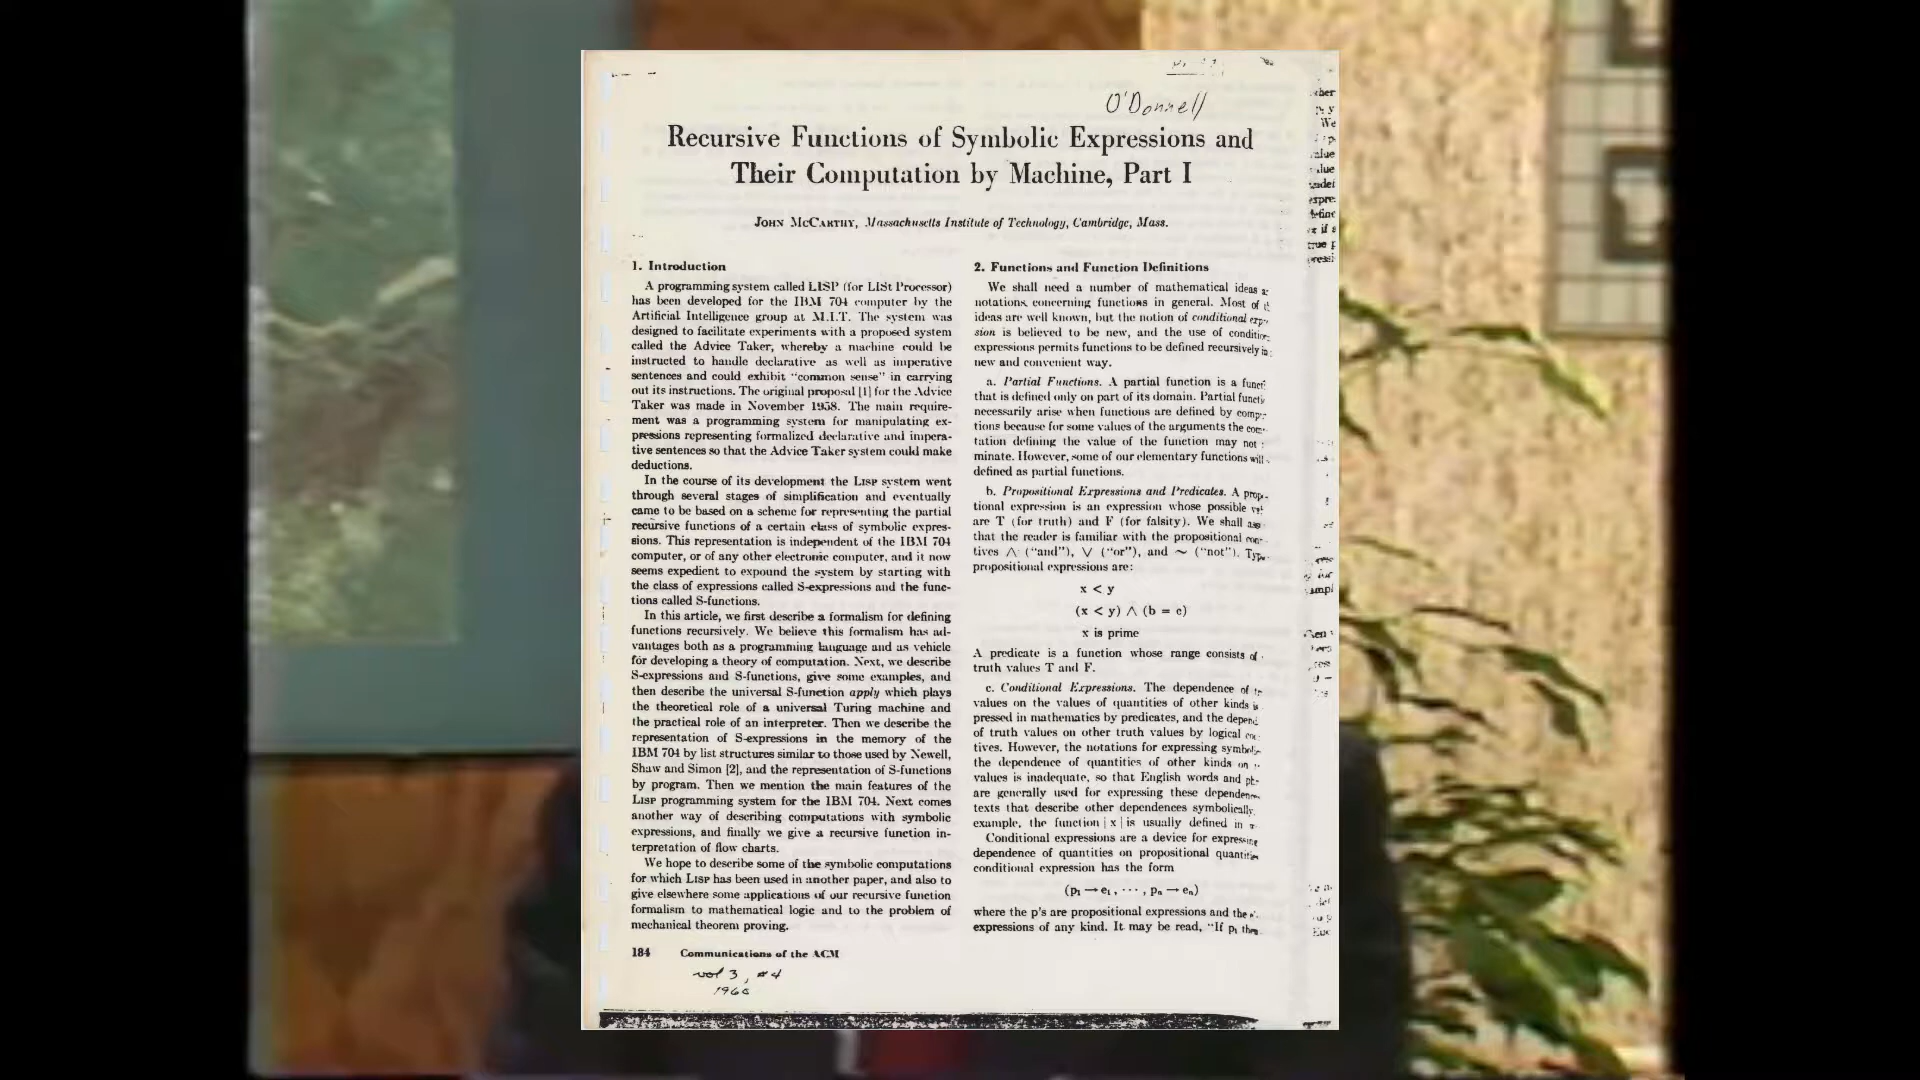 O'Donnell
Recursive Functions of Symbolic Expressions and
Their Computation by Machine, Part I
JOHN MCCARTHY, Massachusetts Institute of Technology, Cambridge, Mass.
1. Introduction
A programming system called LISP (for LISt Processor)
has been developed for the IBM 704 computer by the
Artificial Intelligence group at M.I.T. The system was
designed to facilitate experiments with a proposed system
called the Advice Taker, whereby a machine could be
instructed to handle declarative as well as imperative
sentences and could exhibit "common sense" in carrying
out its instructions. The original proposal [1] for the Advice
Taker was made in November 1958. The main require-
ment was a programming system for manipulating ex-
pressions representing formalized declarative and impera-
tive sentences so that the Advice Taker system could make
deductions.
In the course of its development the LISP system went
through several stages of simplification and eventually
came to be based on a scheme for representing the partial
recursive functions of a certain class of symbolic expres-
sions. This representation is independent of the IBM 704
computer, or of any other electronic computer, and it now
seems expedient to expound the system by starting with
the class of expressions called S-expressions and the func-
tions called S-functions.
In this article, we first describe a formalism for defining
functions recursively. We believe this formalism has ad-
vantages both as a programming language and as vehicle
for developing a theory of computation. Next, we describe
S-expressions and S-functions, give some examples, and
then describe the universal S-function apply which plays
the theoretical role of a universal Turing machine and
the practical role of an interpreter. Then we describe the
representation of S-expressions in the memory of the
IBM 704 by list structures similar to those used by Newell,
Shaw and Simon [2], and the representation of S-functions
by program. Then we mention the main features of the
LISP programming system for the IBM 704. Next comes
another way of describing computations with symbolic
expressions, and finally we give a recursive function in-
terpretation of flow charts.
We hope to describe some of the symbolic computations
for which LISP has been used in another paper, and also to
give elsewhere some applications of our recursive function
formalism to mathematical logic and to the problem of
mechanical theorem proving.
184 Communications of the ACM
vol 3, #4
1960
2. Functions and Function Definitions
We shall need a number of mathematical ideas
notations concerning functions in general. Most of
ideas are well known, but the notion of conditional
sion is believed to be new, and the use of
expressions permits functions to be defined recursively
new and convenient way.
a. Partial Functions. A partial function is a
that is defined only on part of its domain. Partial
necessarily arise when functions are defined by
tions because for some values of the arguments the
tation defining the value of the function may not
minate. However, some of our elementary functions will
defined as partial functions.
b. Propositional Expressions and Predicates. A
tional expression is an expression whose possible
are T (for truth) and F (for falsity). We shall
that the reader is familiar with the propositional
tives ∧ ("and"), ∨ ("or"), and ~ ("not").
propositional expressions are:
x < y
(x < y) ∧ (b = c)
x is prime
A predicate is a function whose range consists of
truth values T and F.
c. Conditional Expressions. The dependence of
values on the values of quantities of other kinds
pressed in mathematics by predicates, and the
of truth values on other truth values by logical
tives. However, the notations for expressing
the dependence of quantities of other kinds on
values is inadequate, so that English words and
are generally used for expressing these
texts that describe other dependences symbolically.
example, the function |x| is usually defined in
Conditional expressions are a device for expressing
dependence of quantities on propositional quantities
conditional expression has the form
(p₁ → e₁, ···, pₙ → eₙ)
where the p's are propositional expressions and the
expressions of any kind. It may be read, "If p₁ then